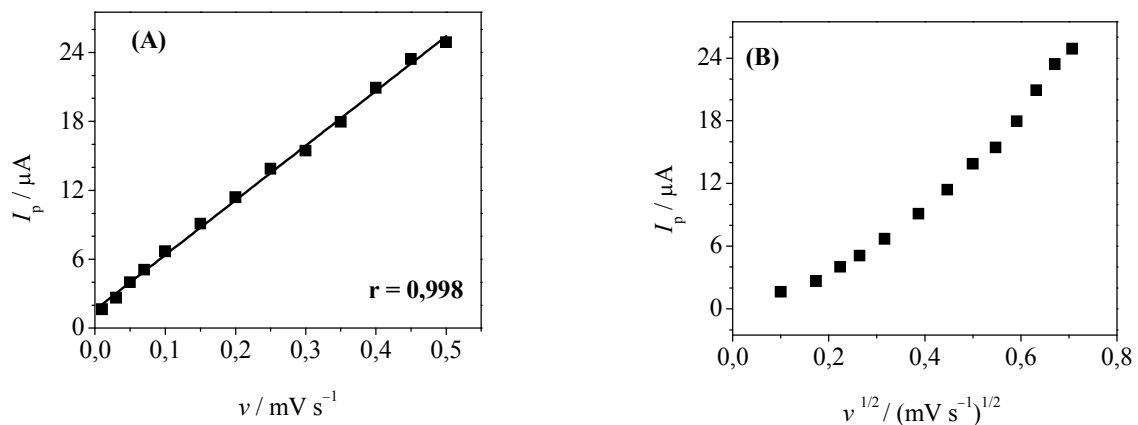 (A)
24
18
12
6
0
I_p / μA
r = 0,998
0,0 0,1 0,2 0,3 0,4 0,5
v / mV s⁻¹
(B)
24
18
12
6
0
I_p / μA
0,0 0,2 0,4 0,6 0,8
v ^1/2 / (mV s⁻¹)^1/2